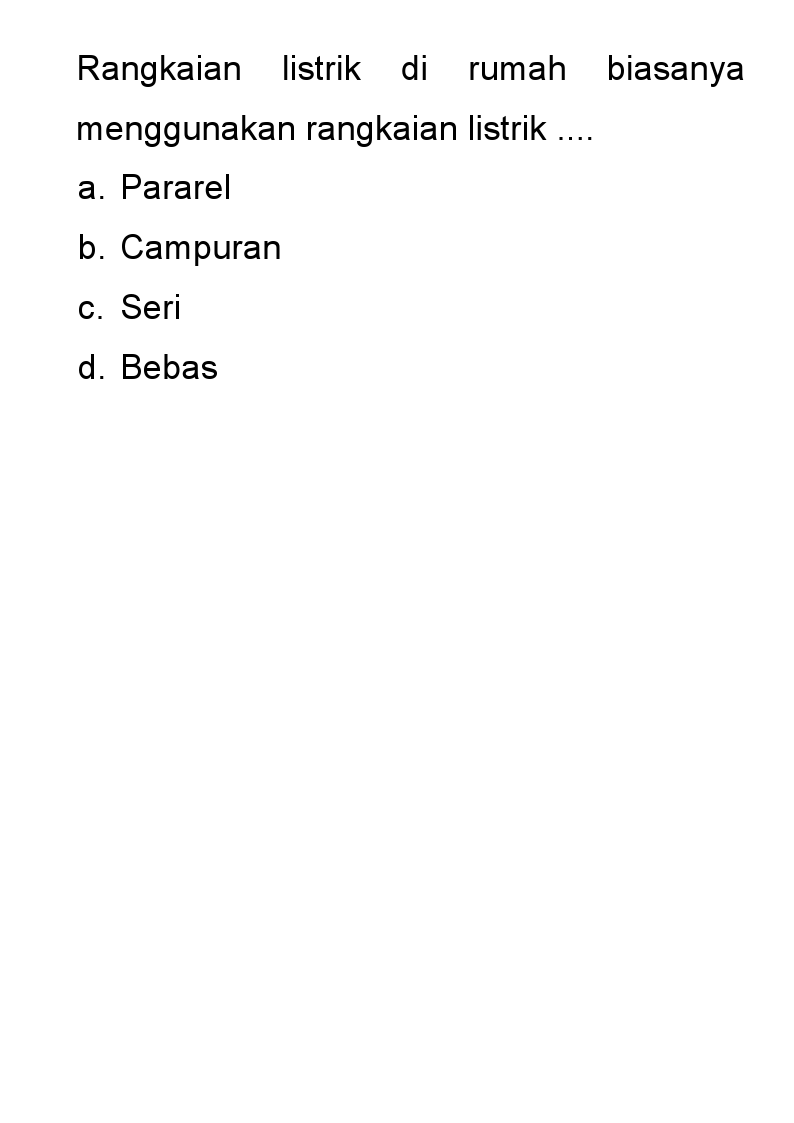 Rangkaian listrik di rumah biasanya
menggunakan rangkaian listrik ....
a. Pararel
b. Campuran
c. Seri
d. Bebas